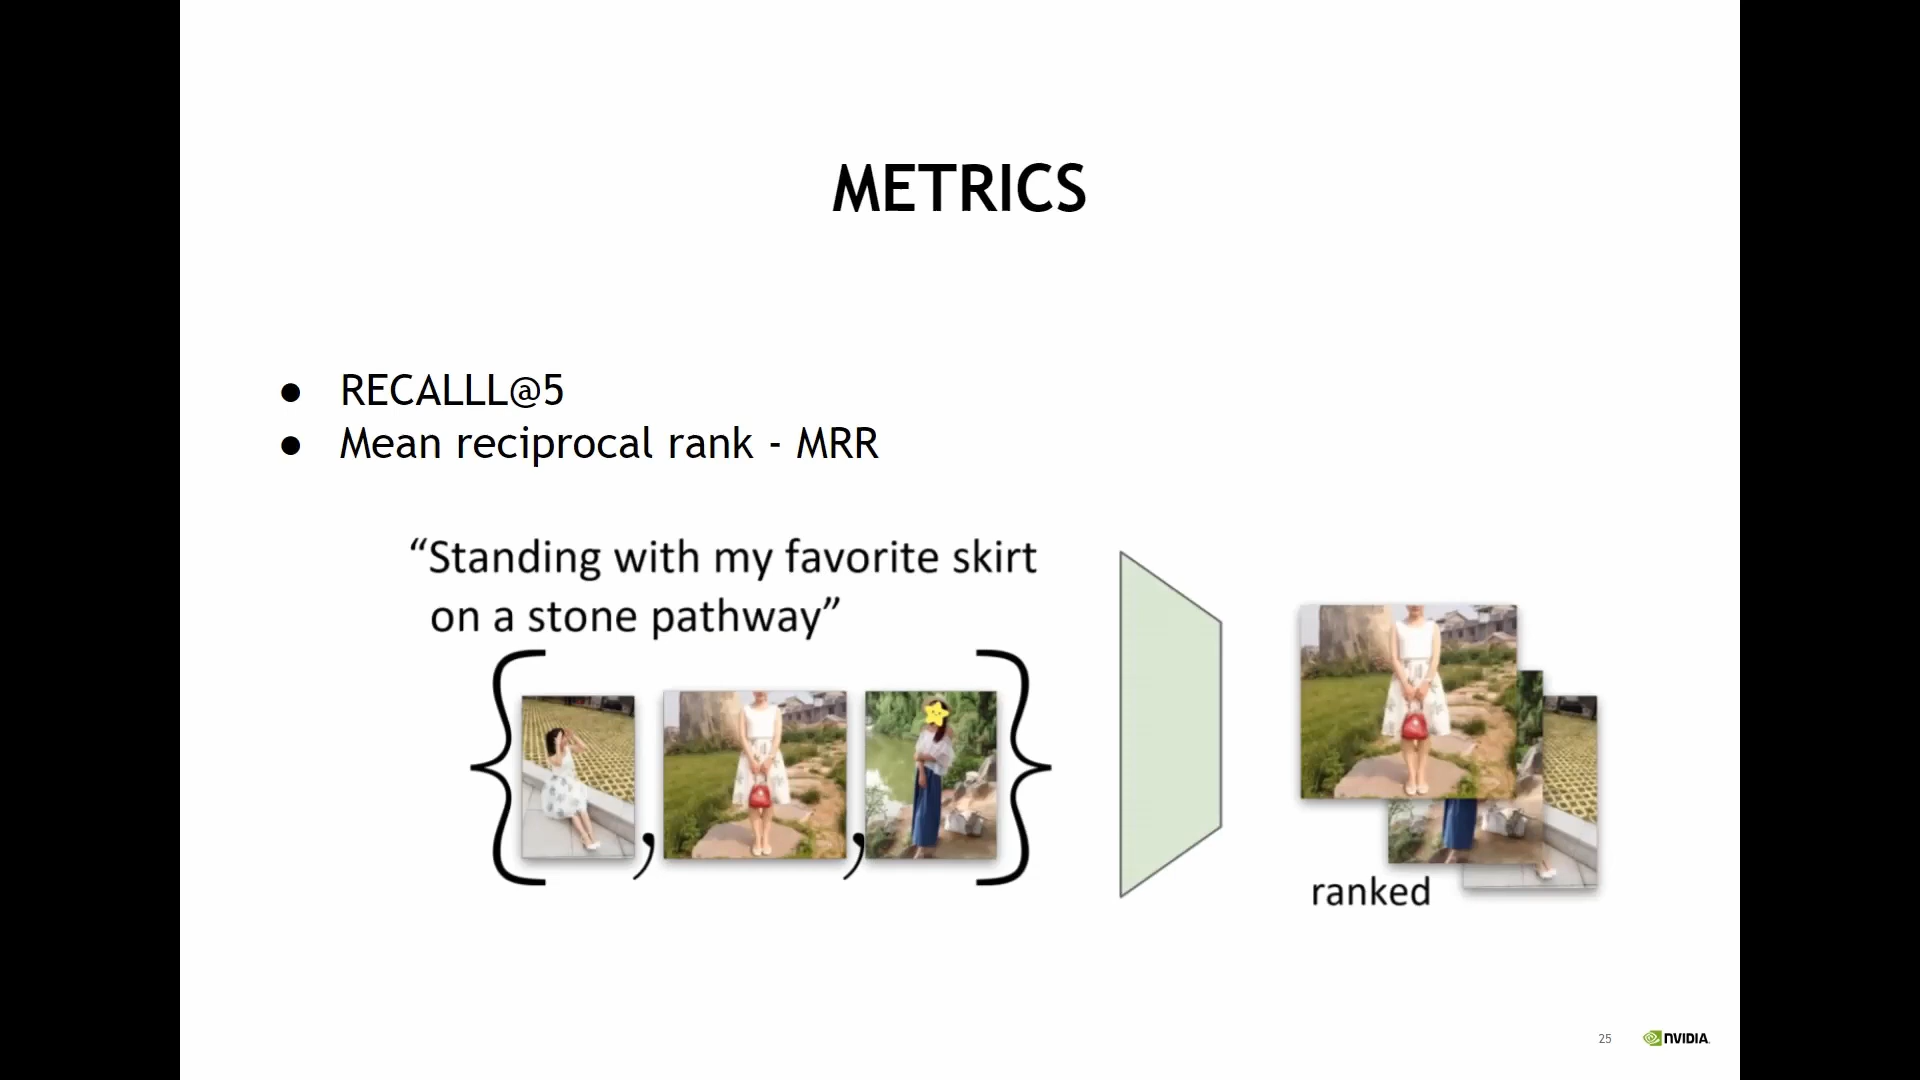 METRICS
● RECALLL@5
● Mean reciprocal rank - MRR
“Standing with my favorite skirt
on a stone pathway”
{ , , }
ranked
25 NVIDIA.